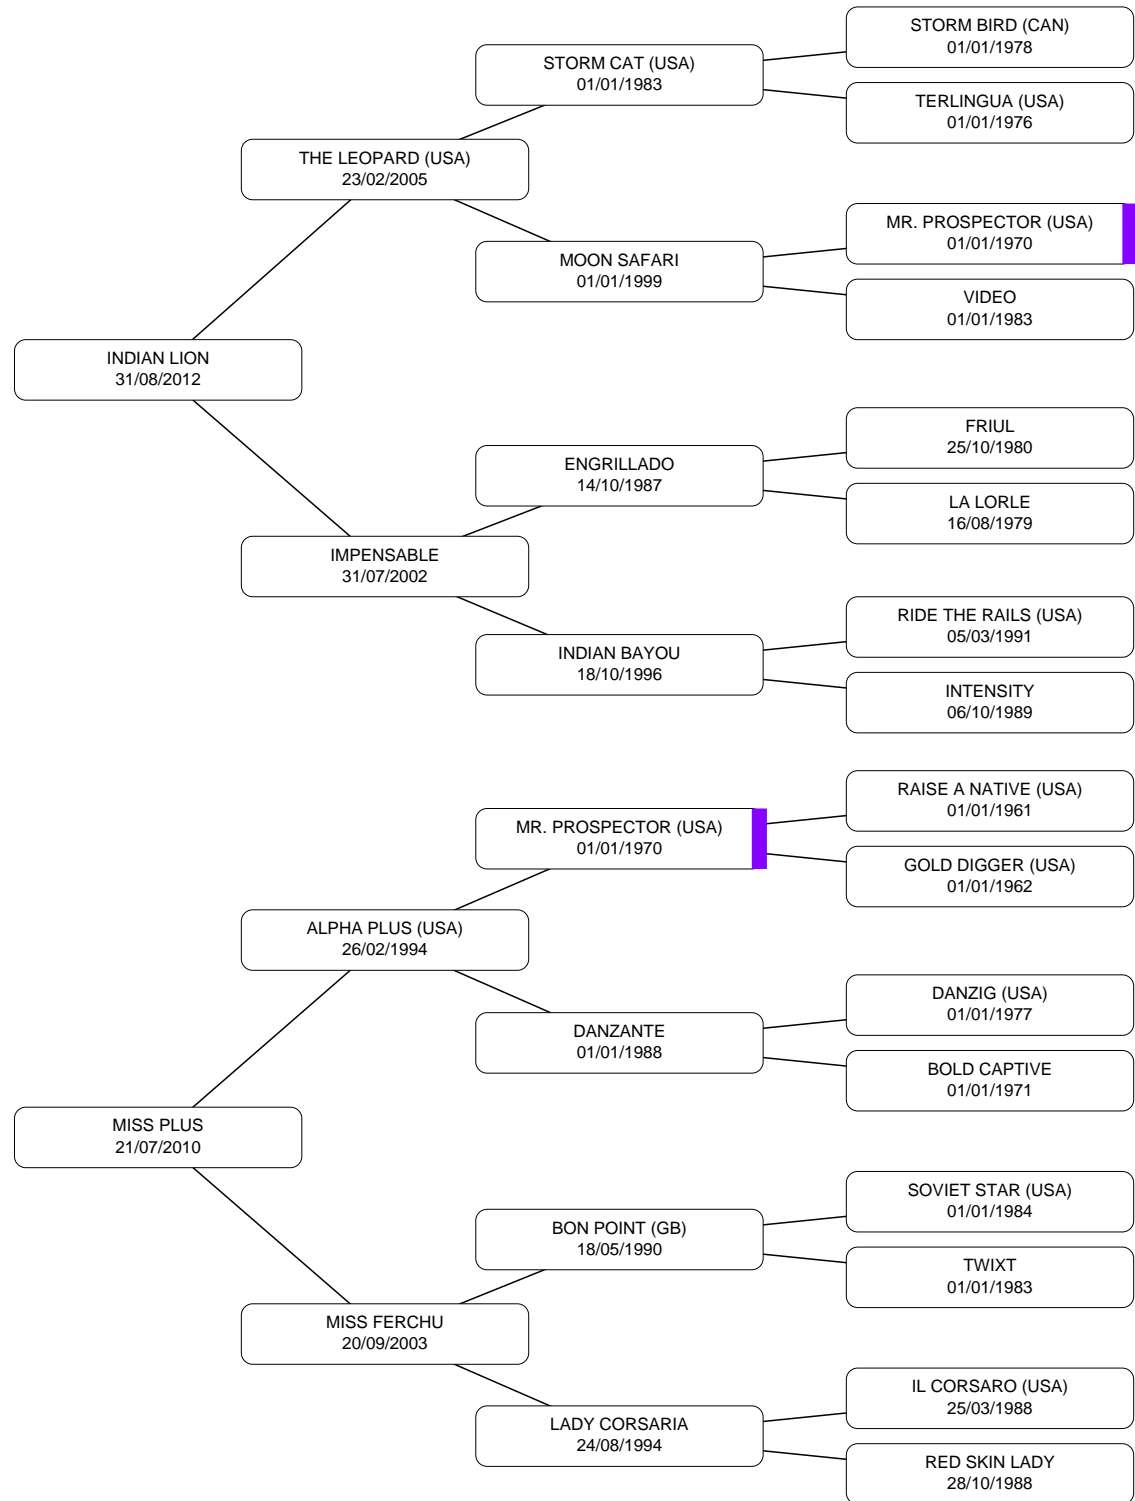 STORM BIRD (CAN)
01/01/1978
STORM CAT (USA)
01/01/1983
TERLINGUA (USA)
01/01/1976
THE LEOPARD (USA)
23/02/2005
MR. PROSPECTOR (USA)
01/01/1970
MOON SAFARI
01/01/1999
VIDEO
01/01/1983
INDIAN LION
31/08/2012
FRIUL
25/10/1980
ENGRILLADO
14/10/1987
LA LORLE
16/08/1979
IMPENSABLE
31/07/2002
RIDE THE RAILS (USA)
05/03/1991
INDIAN BAYOU
18/10/1996
INTENSITY
06/10/1989
RAISE A NATIVE (USA)
01/01/1961
MR. PROSPECTOR (USA)
01/01/1970
GOLD DIGGER (USA)
01/01/1962
ALPHA PLUS (USA)
26/02/1994
DANZIG (USA)
01/01/1977
DANZANTE
01/01/1988
BOLD CAPTIVE
01/01/1971
MISS PLUS
21/07/2010
SOVIET STAR (USA)
01/01/1984
BON POINT (GB)
18/05/1990
TWIXT
01/01/1983
MISS FERCHU
20/09/2003
IL CORSARO (USA)
25/03/1988
LADY CORSARIA
24/08/1994
RED SKIN LADY
28/10/1988